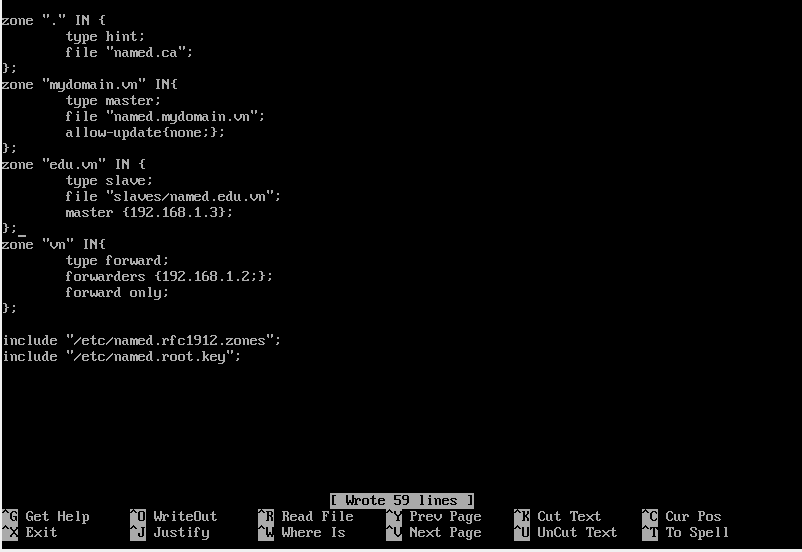 zone "." IN {
        type hint;
        file "named.ca";
};
zone "mydomain.vn" IN{
        type master;
        file "named.mydomain.vn";
        allow-update{none;};
};
zone "edu.vn" IN {
        type slave;
        file "slaves/named.edu.vn";
        master {192.168.1.3};
};_
zone "vn" IN{
        type forward;
        forwarders {192.168.1.2;};
        forward only;
};
include "/etc/named.rfc1912.zones";
include "/etc/named.root.key";
[ Wrote 59 lines ]
^G Get Help ^O WriteOut ^R Read File ^Y Prev Page ^K Cut Text ^C Cur Pos
^X Exit ^J Justify ^W Where Is ^V Next Page ^U UnCut Text ^T To Spell